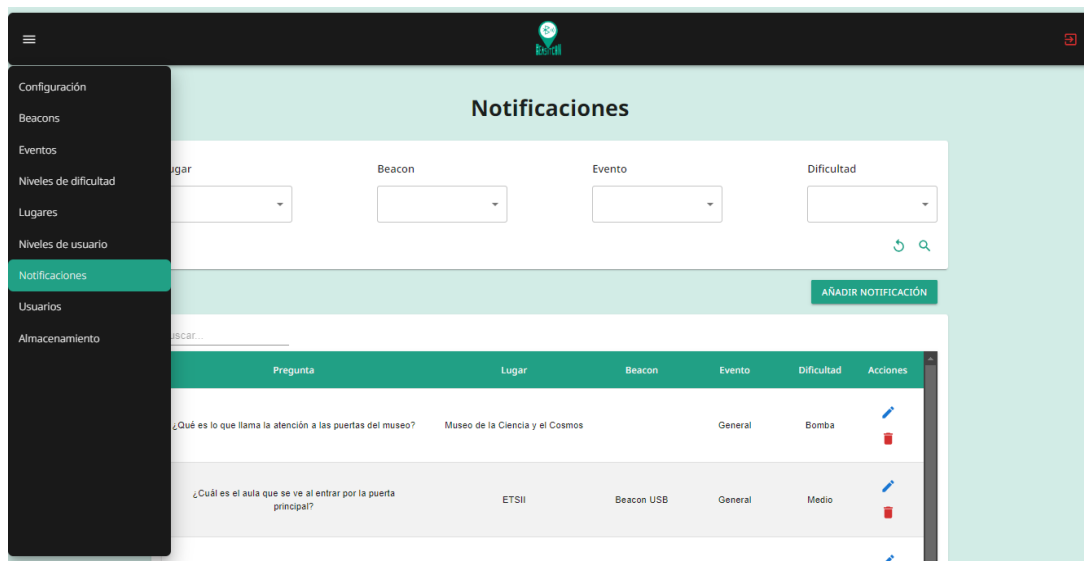 Configuración
Beacons
Eventos
Niveles de dificultad
Lugares
Niveles de usuario
Notificaciones
Usuarios
Almacenamiento
Notificaciones
ugar Beacon Evento Dificultad
AÑADIR NOTIFICACIÓN
uscar...
Pregunta Lugar Beacon Evento Dificultad Acciones
¿Qué es lo que llama la atención a las puertas del museo? Museo de la Ciencia y el Cosmos General Bomba
¿Cuál es el aula que se ve al entrar por la puerta
principal? ETSII Beacon USB General Medio